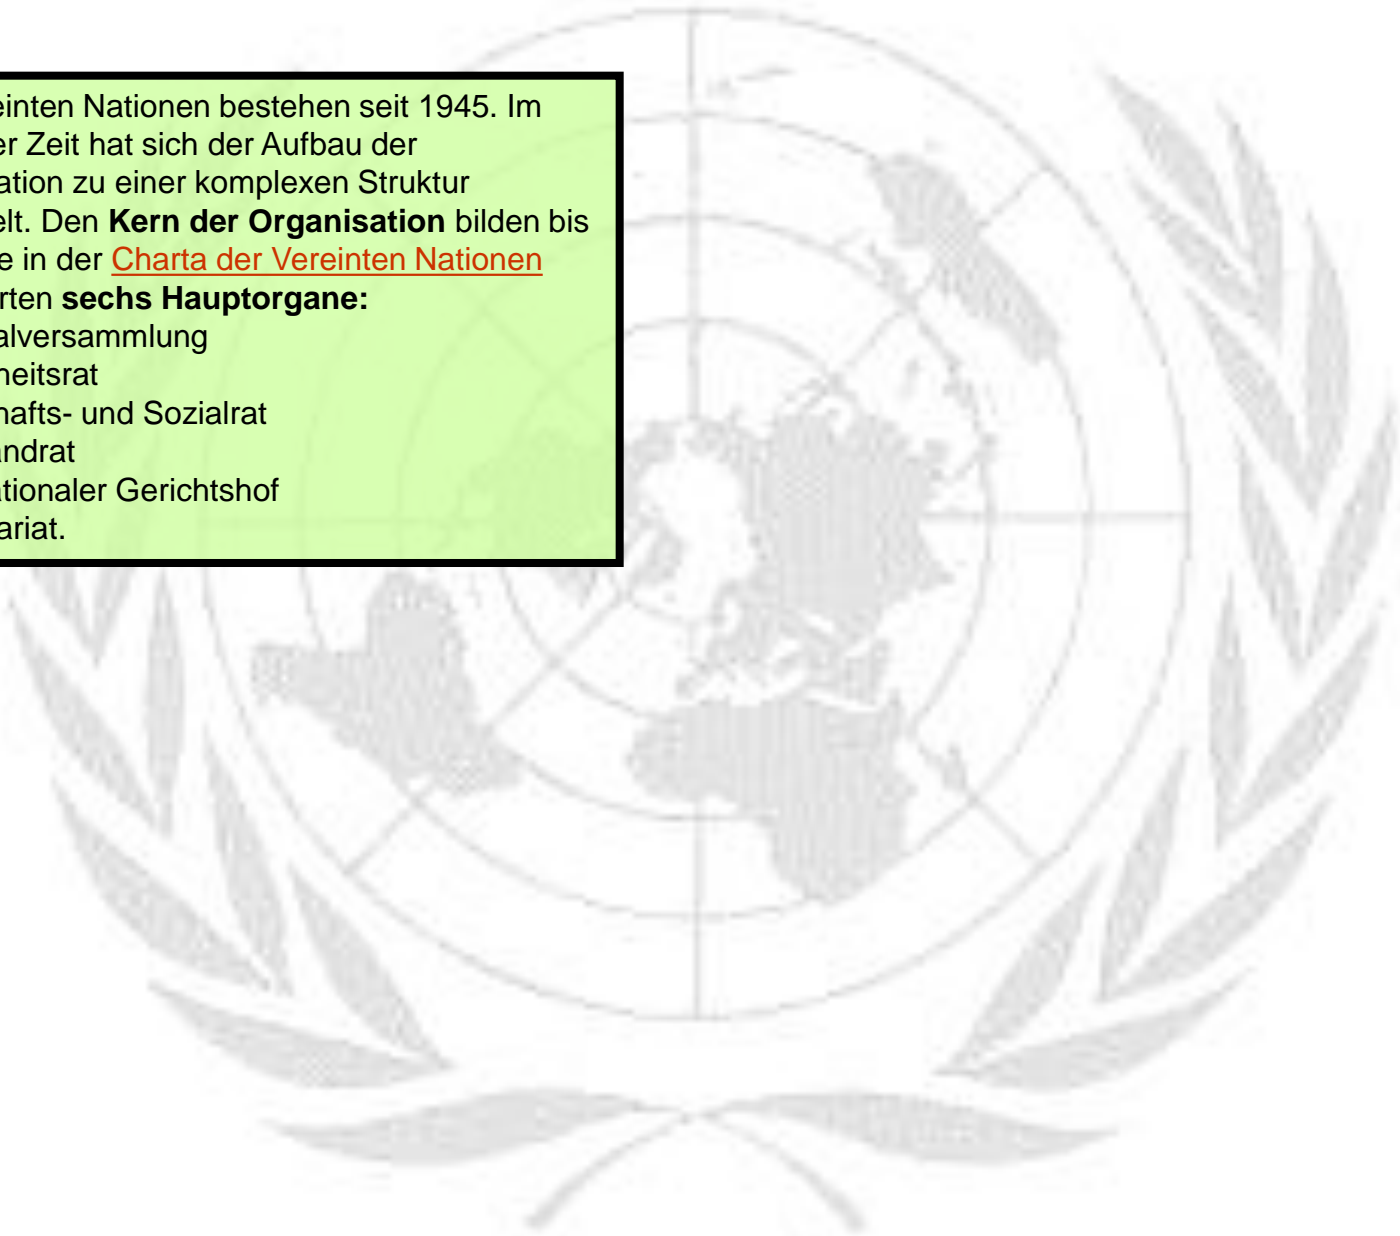 einten Nationen bestehen seit 1945. Im
er Zeit hat sich der Aufbau der
ation zu einer komplexen Struktur
elt. Den Kern der Organisation bilden bis
e in der Charta der Vereinten Nationen
rten sechs Hauptorgane:
alversammlung
heitsrat
hafts- und Sozialrat
andrat
ationaler Gerichtshof
ariat.